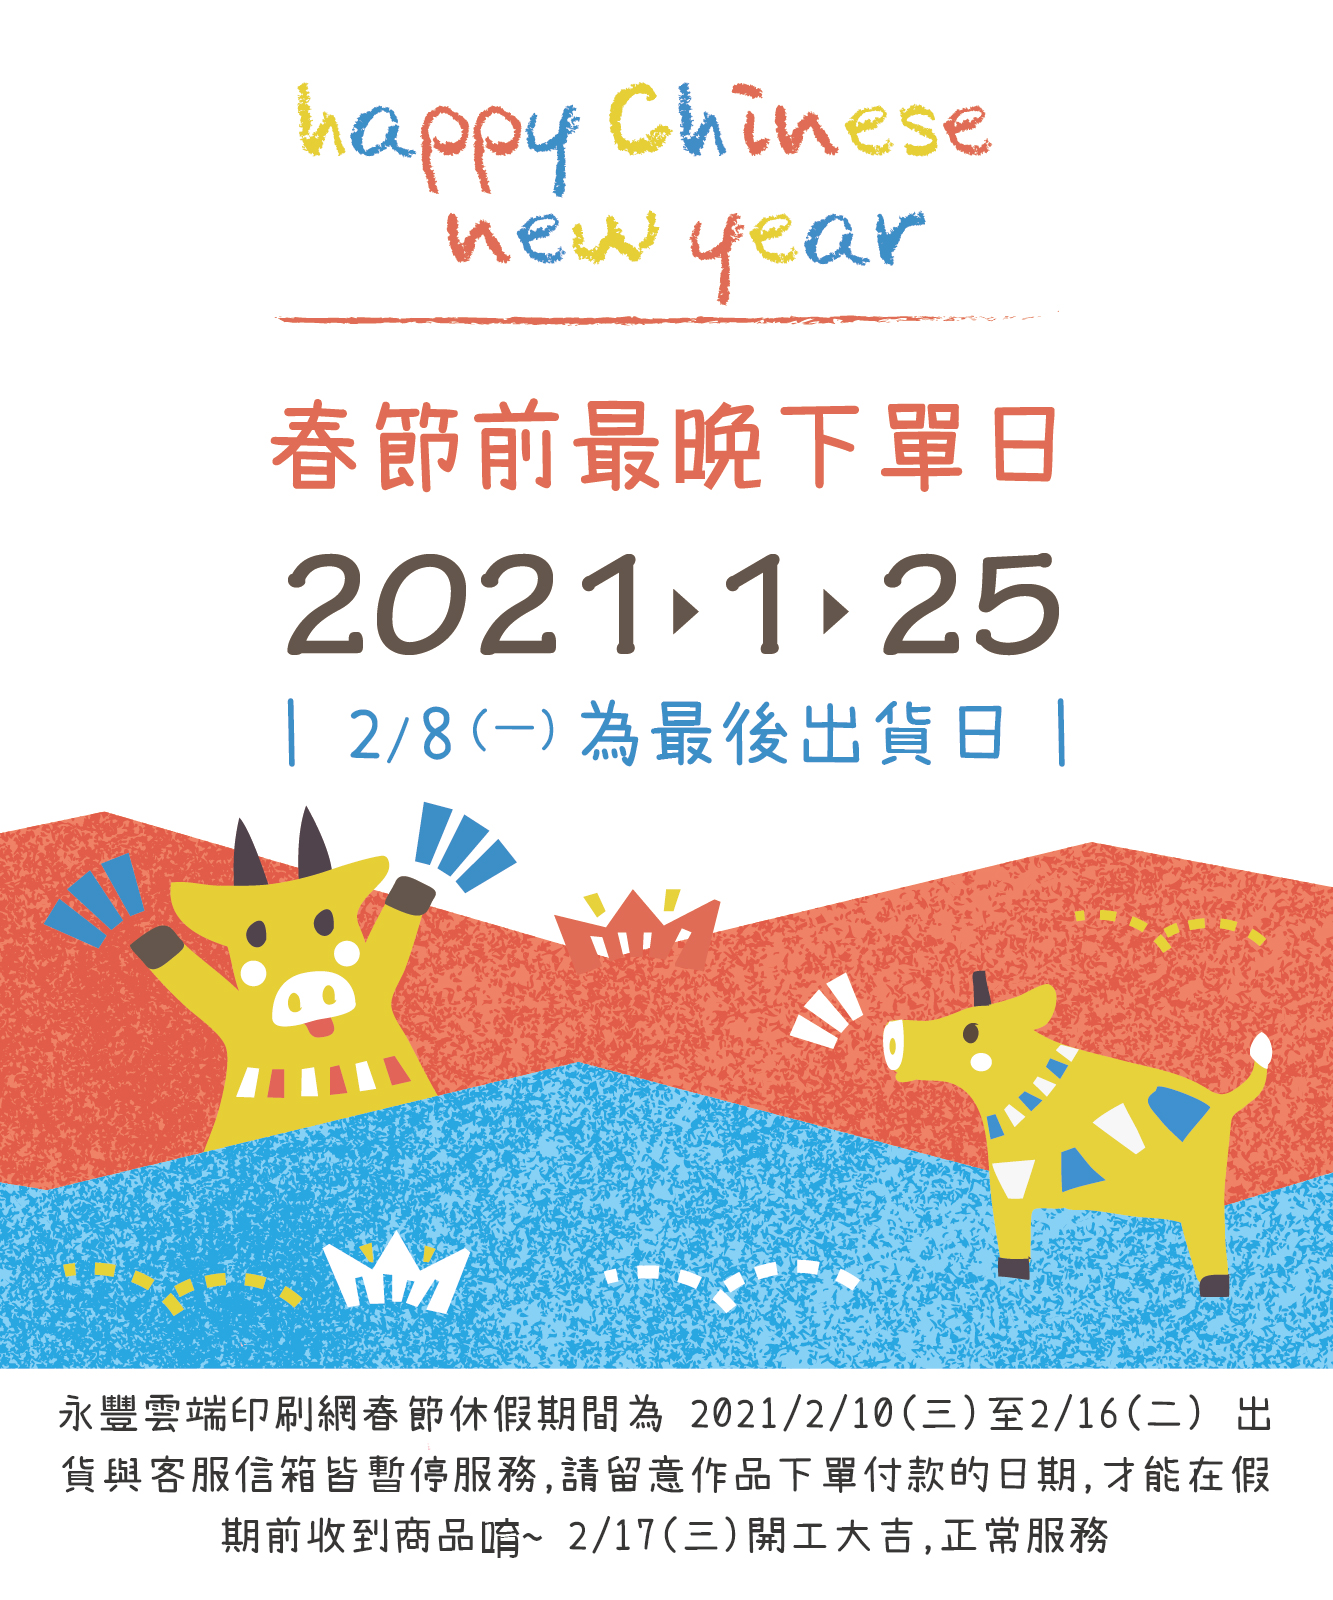 happy Chinese
new year
春節前最晚下單日
2021▸1▸25
| 2/8(一)為最後出貨日 |
永豐雲端印刷網春節休假期間為 2021/2/10(三)至2/16(二) 出
貨與客服信箱皆暫停服務,請留意作品下單付款的日期,才能在假
期前收到商品唷~ 2/17(三)開工大吉,正常服務